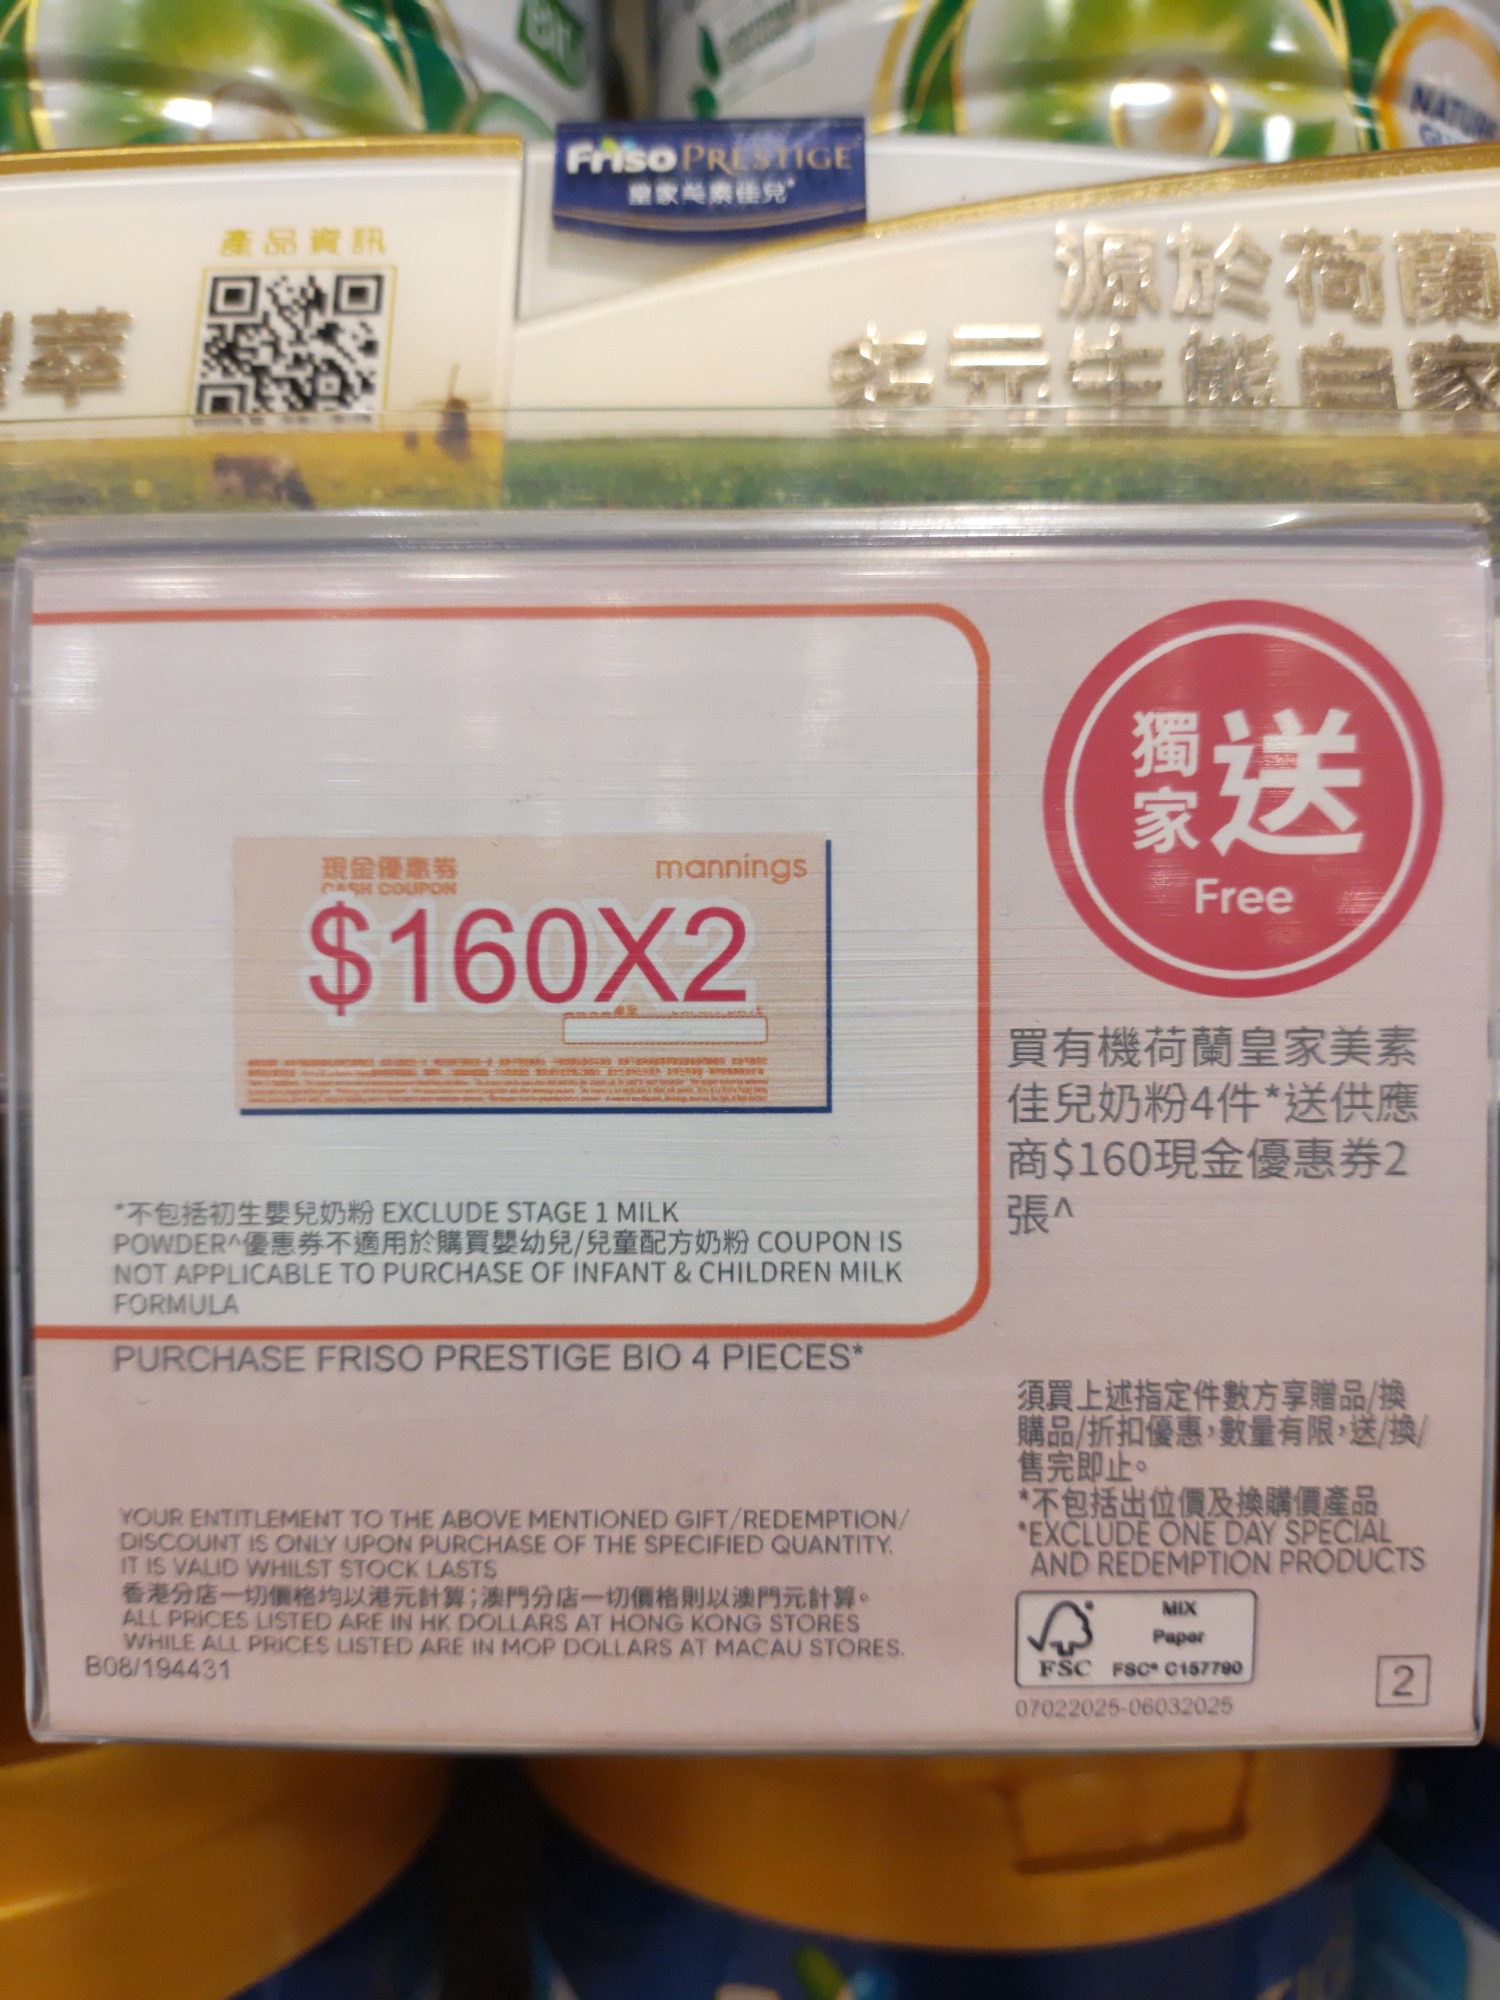 Friso PRESTIGE
皇家美素佳兒
產品資訊
萃
源於荷蘭
NATURE
現金優惠券
CASH COUPON
mannings
$160X2
獨家送
Free
買有機荷蘭皇家美素
佳兒奶粉4件*送供應
商$160現金優惠券2
張^
*不包括初生嬰兒奶粉 EXCLUDE STAGE 1 MILK
POWDER^優惠券不適用於購買嬰幼兒/兒童配方奶粉 COUPON IS
NOT APPLICABLE TO PURCHASE OF INFANT & CHILDREN MILK
FORMULA
PURCHASE FRISO PRESTIGE BIO 4 PIECES*
須買上述指定件數方享贈品/換
購品/折扣優惠，數量有限，送/換/
售完即止。
*不包括出位價及換購價產品
*EXCLUDE ONE DAY SPECIAL
AND REDEMPTION PRODUCTS
YOUR ENTITLEMENT TO THE ABOVE MENTIONED GIFT/REDEMPTION/
DISCOUNT IS ONLY UPON PURCHASE OF THE SPECIFIED QUANTITY.
IT IS VALID WHILST STOCK LASTS
香港分店一切價格均以港元計算；澳門分店一切價格則以澳門元計算。
ALL PRICES LISTED ARE IN HK DOLLARS AT HONG KONG STORES
WHILE ALL PRICES LISTED ARE IN MOP DOLLARS AT MACAU STORES.
B08/194431
FSC
MIX
Paper
FSC® C157790
07022025-06032025
2